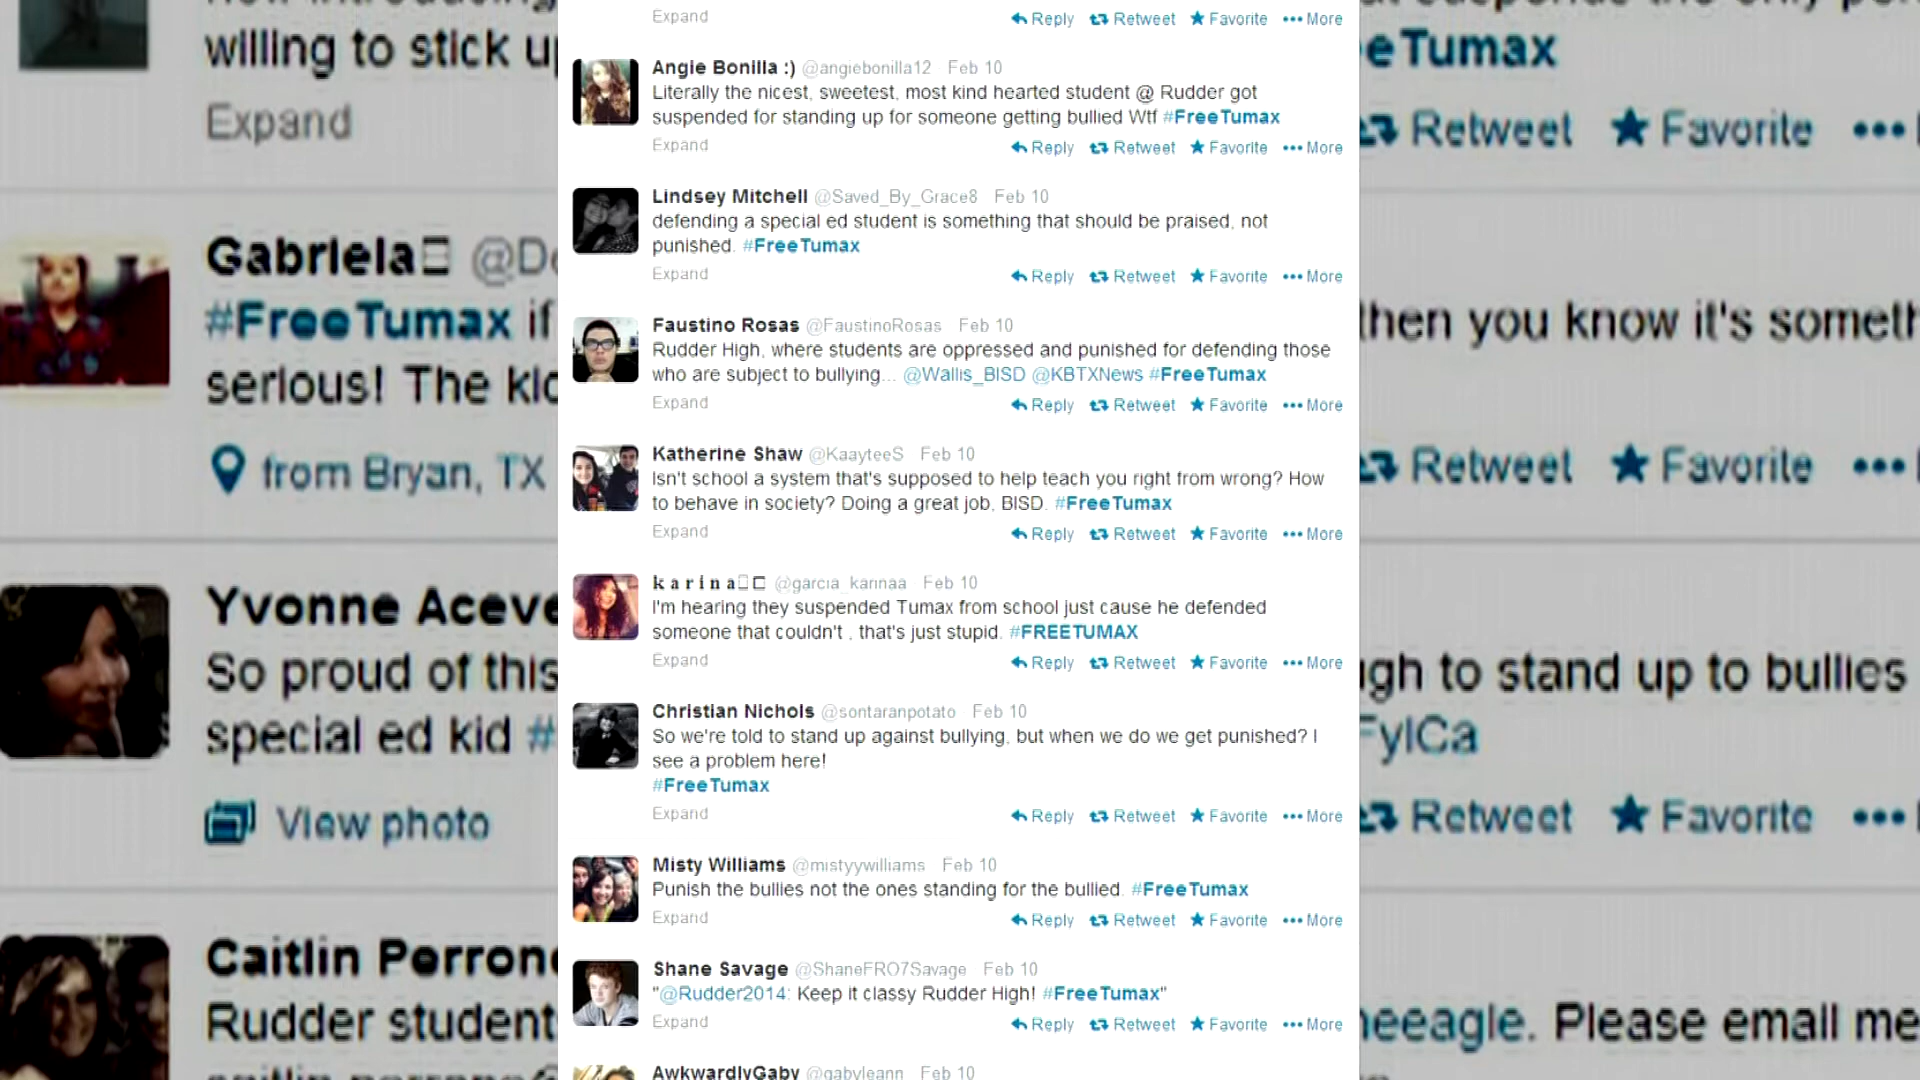 willing to stick up
Expand
Gabriela
#FreeTumax if
serious! The
from Bryan, TX
Yvonne
So proud of this
special ed kid #
View photo
Caitlin
Rudder
Expand
Reply Retweet Favorite More
Angie Bonilla :) @angiebonilla12 Feb 10
Literally the nicest, sweetest, most kind hearted student @ Rudder got
suspended for standing up for someone getting bullied Wtf #FreeTumax
Expand
Reply Retweet Favorite More
Lindsey Mitchell @Saved_By_Grace8 Feb 10
defending a special ed student is something that should be praised, not
punished. #FreeTumax
Expand
Reply Retweet Favorite More
Faustino Rosas @FaustinoRosas Feb 10
Rudder High, where students are oppressed and punished for defending those
who are subject to bullying... @Wallis_BISD @KBTXNews #FreeTumax
Expand
Reply Retweet Favorite More
Katherine Shaw @KaayteeS Feb 10
Isn't school a system that's supposed to help teach you right from wrong? How
to behave in society? Doing a great job, BISD. #FreeTumax
Expand
Reply Retweet Favorite More
karina @garcia_karinaa Feb 10
I'm hearing they suspended Tumax from school just cause he defended
someone that couldn't , that's just stupid. #FREETUMAX
Expand
Reply Retweet Favorite More
Christian Nichols @sontaranpotato Feb 10
So we're told to stand up against bullying, but when we do we get punished? I
see a problem here!
#FreeTumax
Expand
Reply Retweet Favorite More
Misty Williams @mistyywilliams Feb 10
Punish the bullies not the ones standing for the bullied. #FreeTumax
Expand
Reply Retweet Favorite More
Shane Savage @ShaneFRO7Savage Feb 10
"@Rudder2014: Keep it classy Rudder High! #FreeTumax"
Expand
Reply Retweet Favorite More
AwkwardlyGaby @gabyleann Feb 10
eTumax
Retweet Favorite
then you know it's
Retweet Favorite
to stand up to bullies
FylCa
Retweet Favorite
Please email me